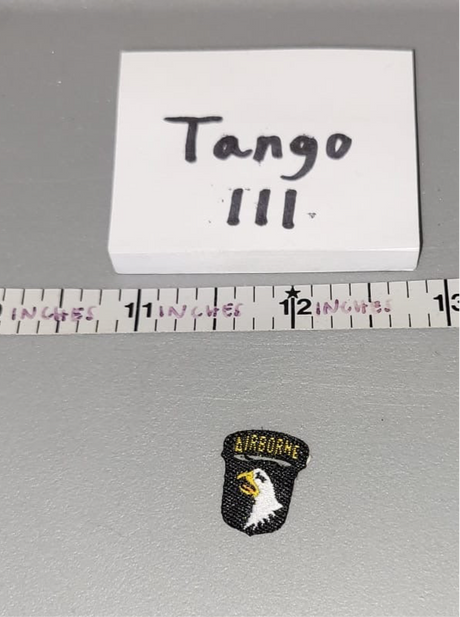 Tango
111
INCHES 11 INCHES 12 INCHES 13
AIRBORNE